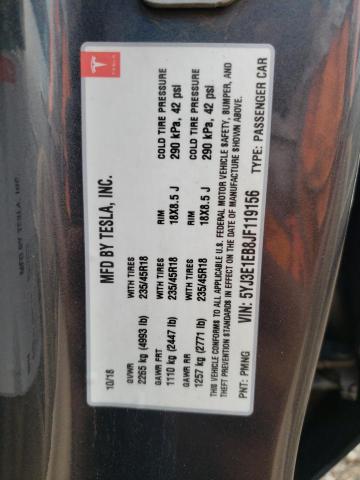 TESLA
MFD BY TESLA, INC.
10/18
GVWR WITH TIRES RIM COLD TIRE PRESSURE
2265 kg (4993 lb) 235/45R18 18X8.5 J 290 kPa, 42 psi
GAWR FRT WITH TIRES RIM COLD TIRE PRESSURE
1110 kg (2447 lb) 235/45R18 18X8.5 J 290 kPa, 42 psi
GAWR RR
1257 kg (2771 lb)
THIS VEHICLE CONFORMS TO ALL APPLICABLE U.S. FEDERAL MOTOR VEHICLE SAFETY, BUMPER, AND
THEFT PREVENTION STANDARDS IN EFFECT ON THE DATE OF MANUFACTURE SHOWN ABOVE.
VIN: 5YJ3E1EB8JF119156
PNT: PMNG TYPE: PASSENGER CAR